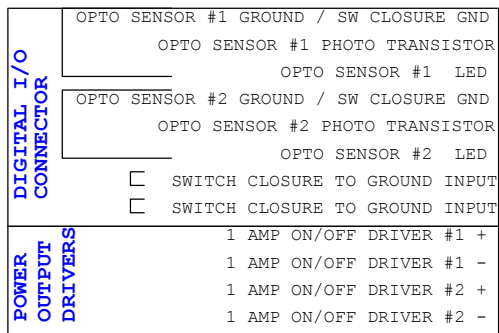 DIGITAL I/O
CONNECTOR
OPTO SENSOR #1 GROUND / SW CLOSURE GND
OPTO SENSOR #1 PHOTO TRANSISTOR
OPTO SENSOR #1 LED
OPTO SENSOR #2 GROUND / SW CLOSURE GND
OPTO SENSOR #2 PHOTO TRANSISTOR
OPTO SENSOR #2 LED
SWITCH CLOSURE TO GROUND INPUT
SWITCH CLOSURE TO GROUND INPUT
POWER
OUTPUT
DRIVERS
1 AMP ON/OFF DRIVER #1 +
1 AMP ON/OFF DRIVER #1 -
1 AMP ON/OFF DRIVER #2 +
1 AMP ON/OFF DRIVER #2 -